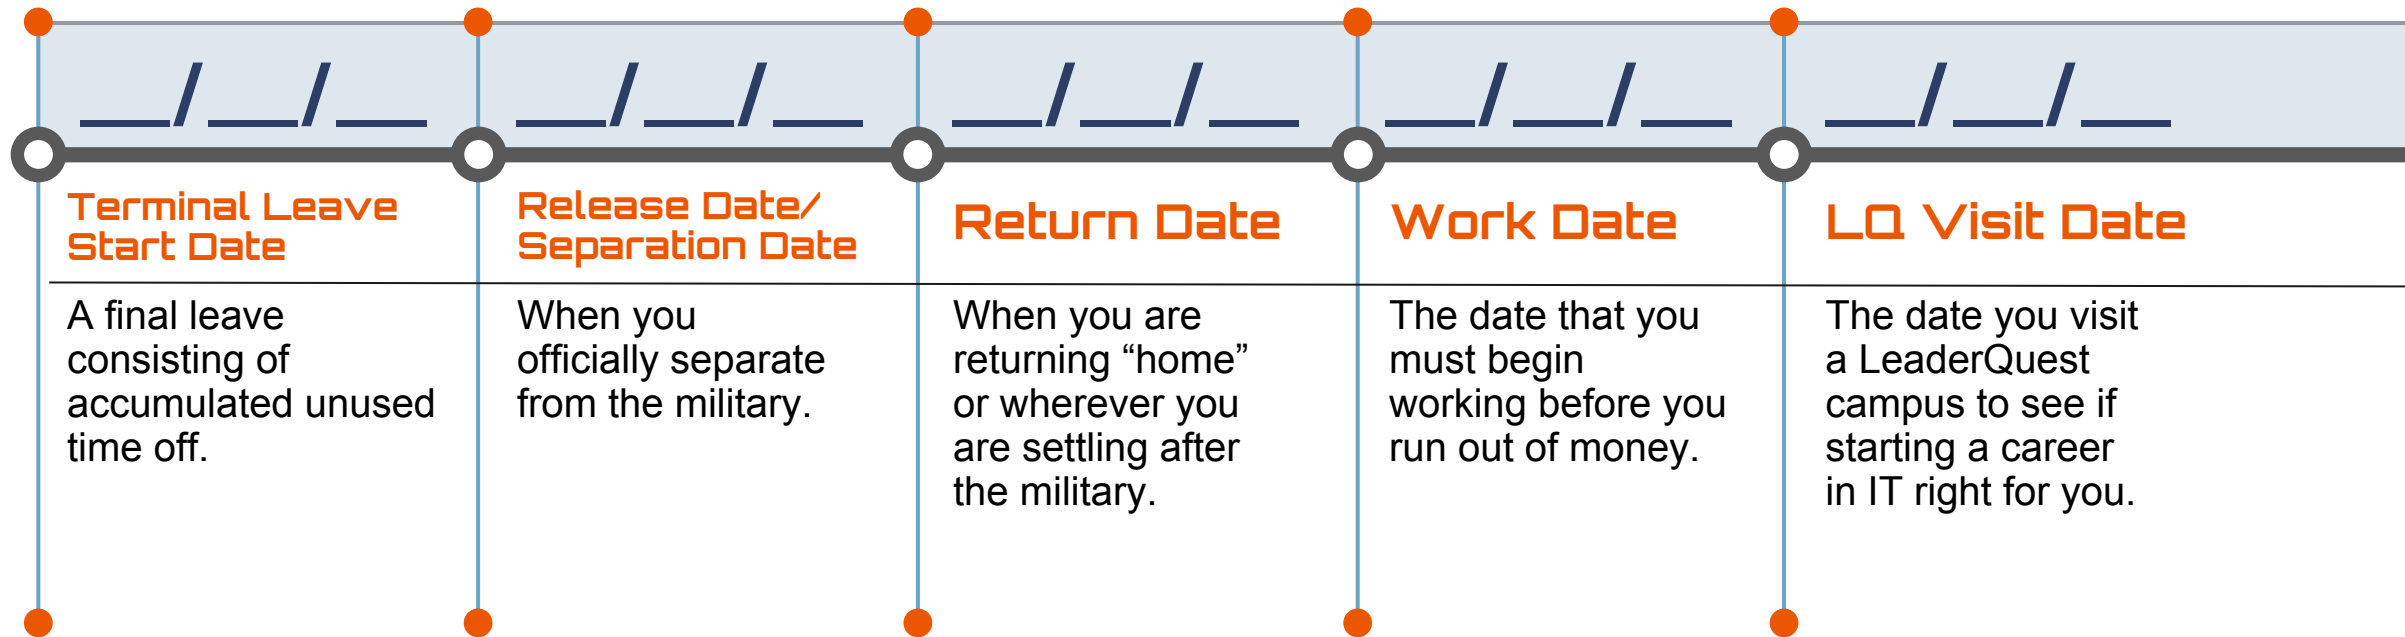 __/__/__
__/__/__
__/__/__
__/__/__
__/__/__
Terminal Leave
Start Date
A final leave
consisting of
accumulated unused
time off.
Release Date/
Separation Date
When you
officially separate
from the military.
Return Date
When you are
returning “home”
or wherever you
are settling after
the military.
Work Date
The date that you
must begin
working before you
run out of money.
LQ Visit Date
The date you visit
a LeaderQuest
campus to see if
starting a career
in IT right for you.